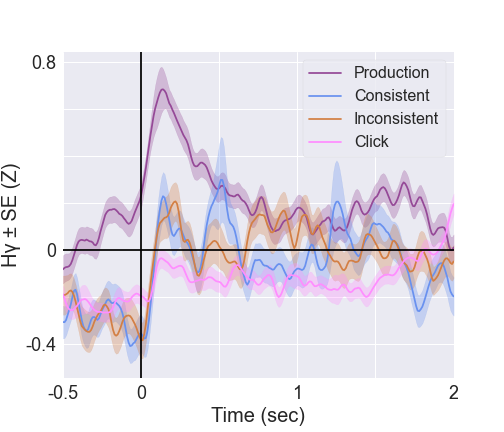 Hγ ± SE (Z)
0.8
0
-0.4
Production
Consistent
Inconsistent
Click
-0.5
0
1
2
Time (sec)